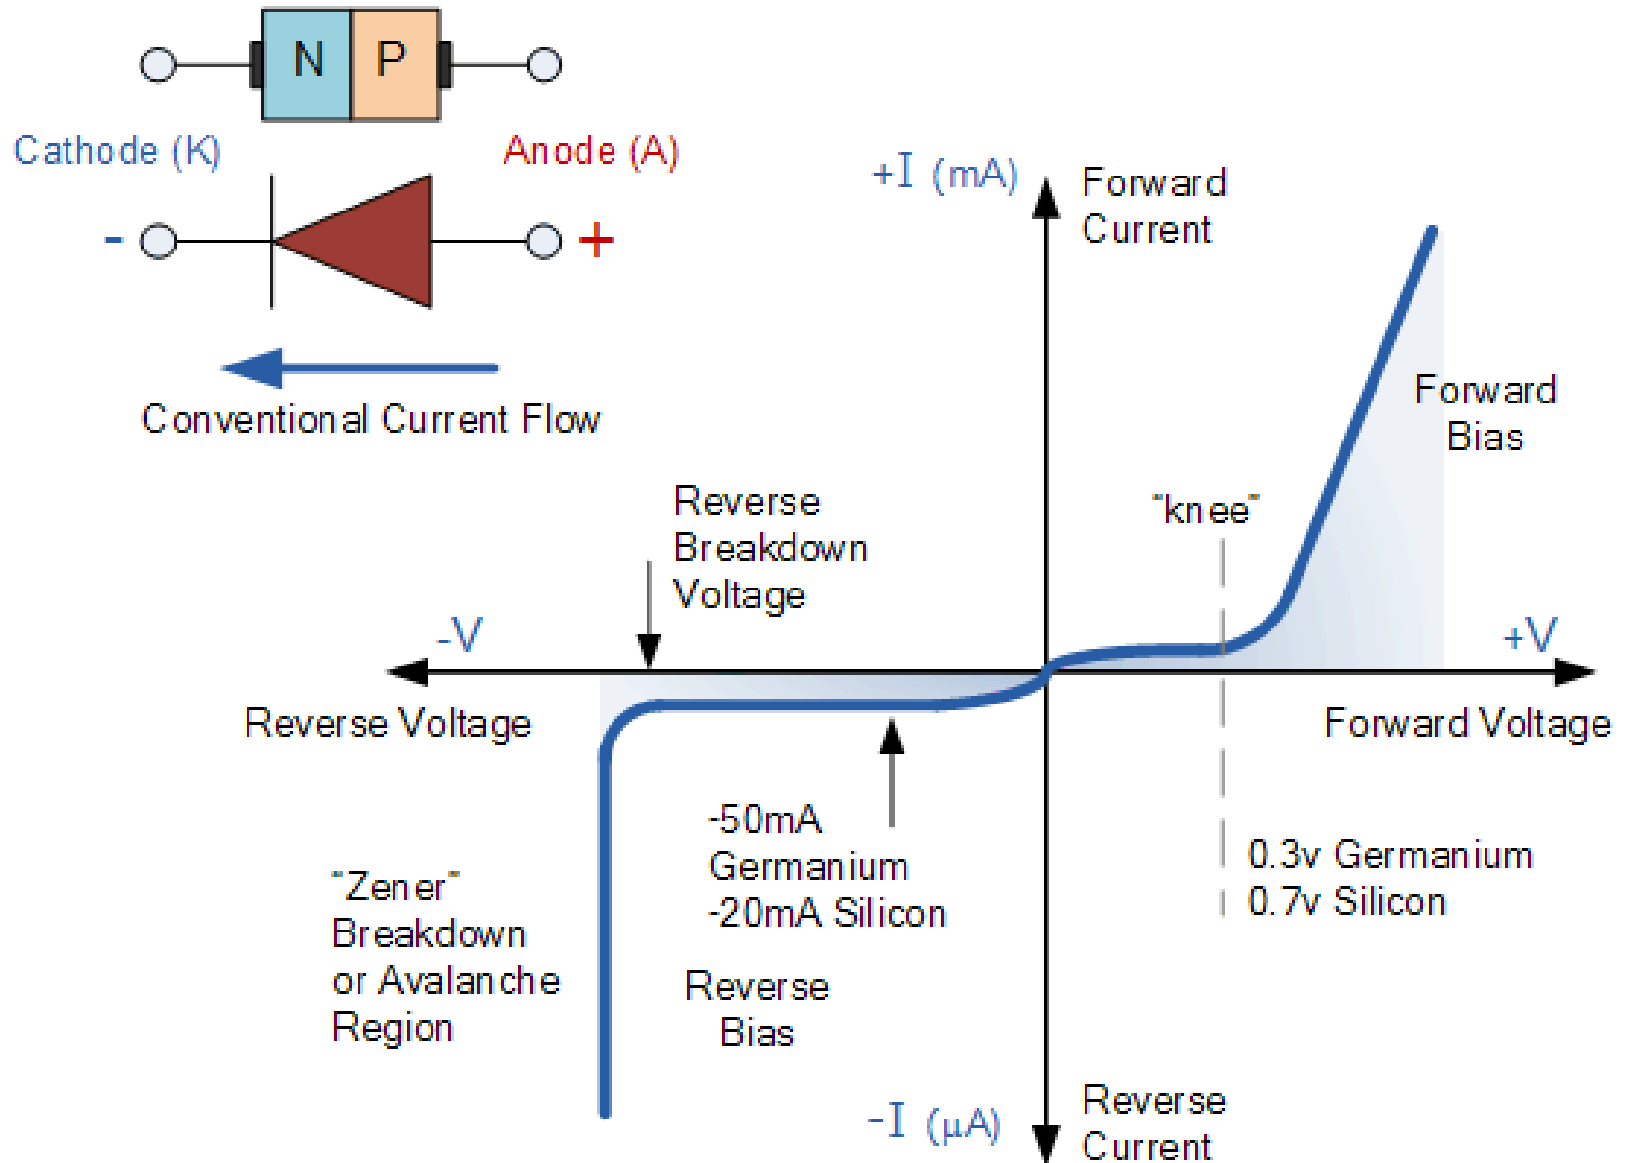 N P
Cathode (K)
Anode (A)
- +
Conventional Current Flow
+I (mA)
Forward
Current
Forward
Bias
"knee"
Reverse
Breakdown
Voltage
-V
+V
Reverse Voltage
Forward Voltage
-50mA
Germanium
-20mA Silicon
0.3v Germanium
0.7v Silicon
"Zener"
Breakdown
or Avalanche
Region
Reverse
Bias
-I (µA)
Reverse
Current